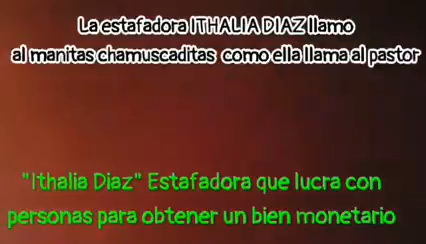 La estafadora ITHALIA DIAZ llamo
al manitas chamuscaditas como ella llama al pastor
"Ithalia Diaz" Estafadora que lucra con
personas para obtener un bien monetario